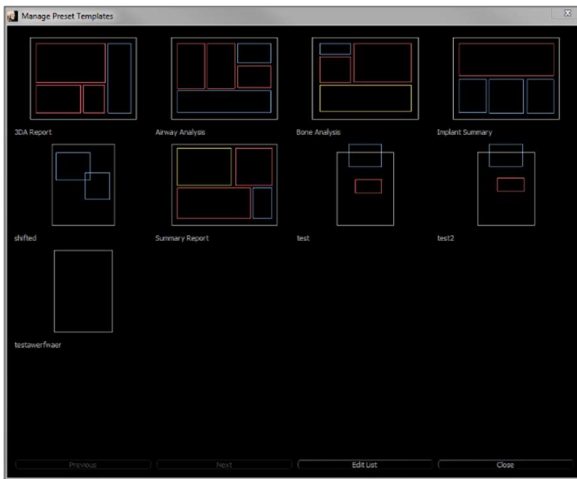 Manage Preset Templates
3DA Report
Airway Analysis
Bone Analysis
Implant Summary
shifted
Summary Report
test
test2
testawerfwaer
Previous
Next
Edit List
Close